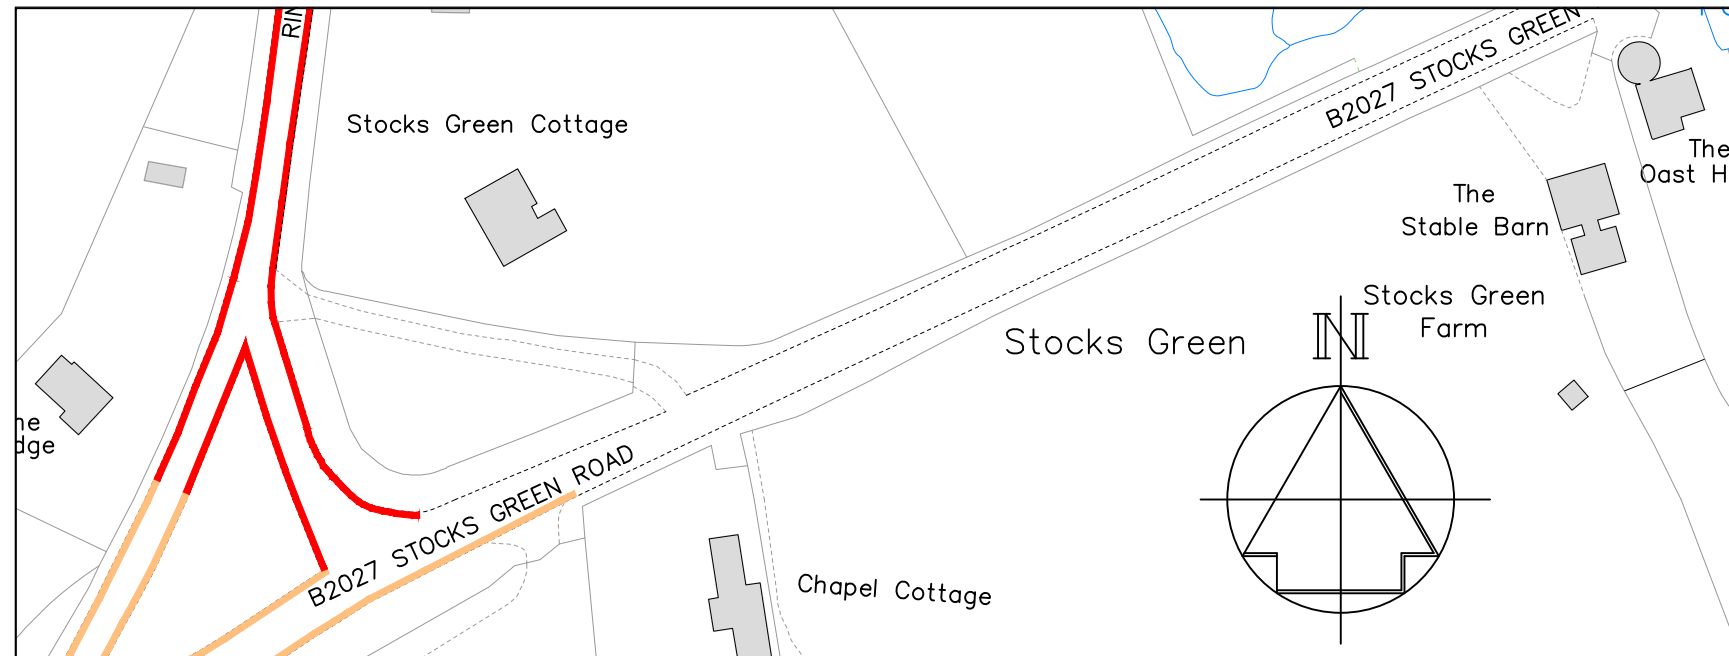 RIN
B2027 STOCKS GREEN
Stocks Green Cottage
The
Oast H
The
Stable Barn
Stocks Green
Farm
Stocks Green
N
B2027 STOCKS GREEN ROAD
Chapel Cottage